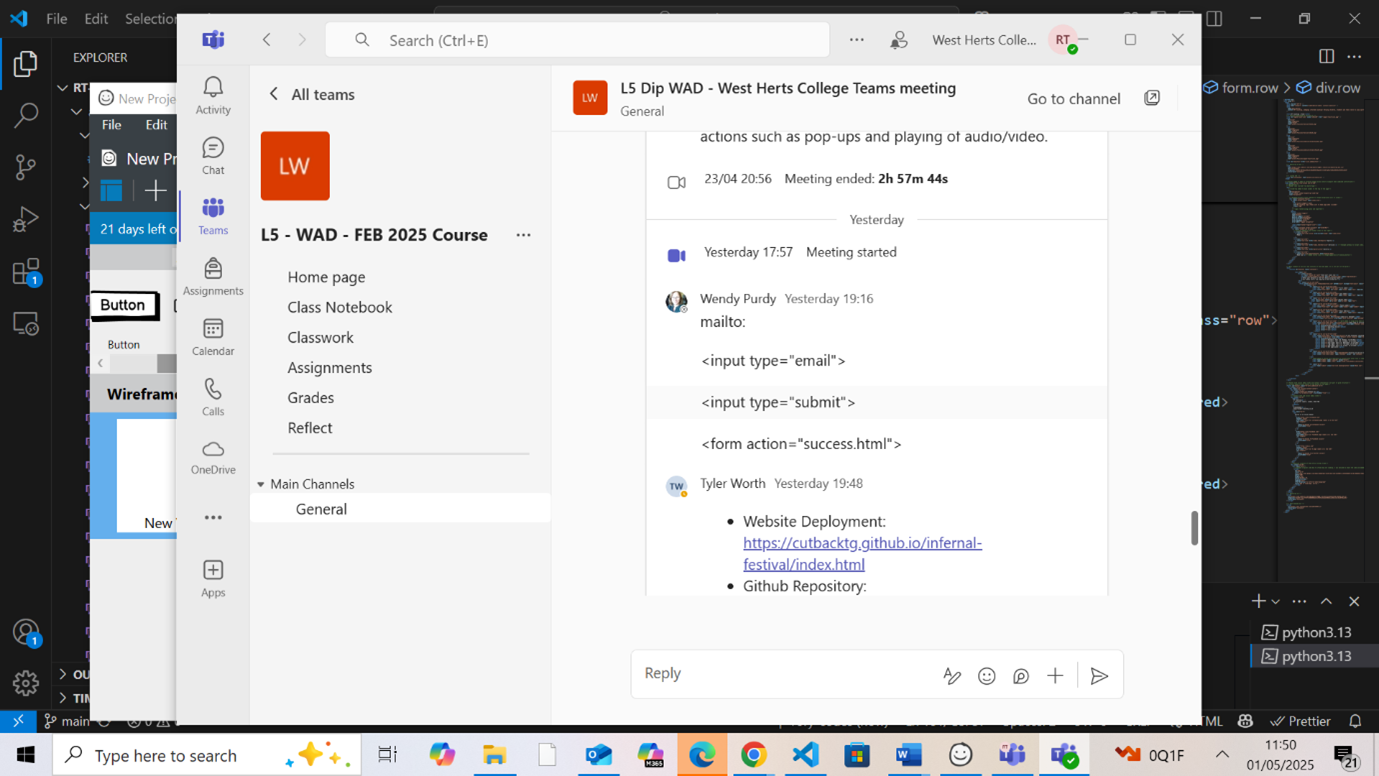 File Edit Selectio
EXPLORER
RT-
form.row > div.row
New Proje
File Edit
New Pr
21 days left o
Button
Button
Wireframe
New
Search (Ctrl+E)
West Herts Colle...
RT
Activity
Chat
Teams
Assignments
Calendar
Calls
OneDrive
Apps
All teams
LW
L5 - WAD - FEB 2025 Course
Home page
Class Notebook
Classwork
Assignments
Grades
Reflect
Main Channels
General
LW
L5 Dip WAD - West Herts College Teams meeting
General
Go to channel
actions such as pop-ups and playing of audio/video.
23/04 20:56 Meeting ended: 2h 57m 44s
Yesterday
Yesterday 17:57 Meeting started
Wendy Purdy Yesterday 19:16
mailto:
<input type="email">
<input type="submit">
<form action="success.html">
TW
Tyler Worth Yesterday 19:48
• Website Deployment:
https://cutbacktg.github.io/infernal-
festival/index.html
• Github Repository:
Reply
ss="row">
ed>
ed>
python3.13
python3.13
OU
TIM
main
HTML
Prettier
1
1
Type here to search
M365
0Q1F
11:50
01/05/2025
21